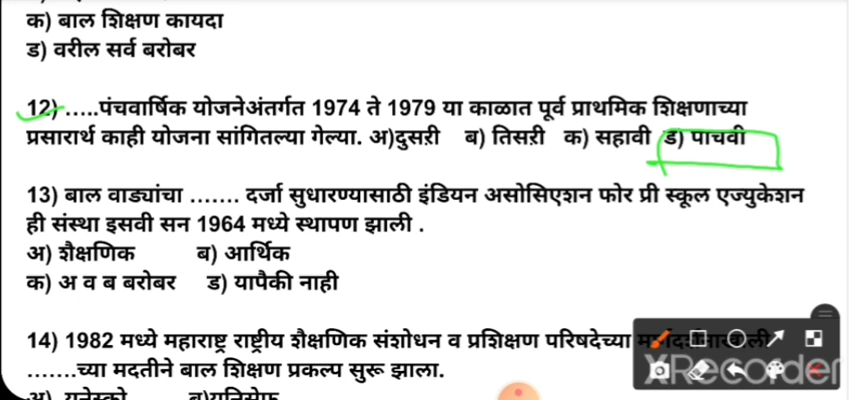 क) बाल शिक्षण कायदा
ड) वरील सर्व बरोबर
12) .....पंचवार्षिक योजनेअंतर्गत 1974 ते 1979 या काळात पूर्व प्राथमिक शिक्षणाच्या
प्रसारार्थ काही योजना सांगितल्या गेल्या. अ)दुसरी ब) तिसरी क) सहावी ड) पाचवी
13) बाल वाड्यांचा ....... दर्जा सुधारण्यासाठी इंडियन असोसिएशन फोर प्री स्कूल एज्युकेशन
ही संस्था इसवी सन 1964 मध्ये स्थापण झाली .
अ) शैक्षणिक ब) आर्थिक
क) अ व ब बरोबर ड) यापैकी नाही
14) 1982 मध्ये महाराष्ट्र राष्ट्रीय शैक्षणिक संशोधन व प्रशिक्षण परिषदेच्या
.......च्या मदतीने बाल शिक्षण प्रकल्प सुरू झाला.
अ) युनेस्को ब)युनिसेफ
XRecorder